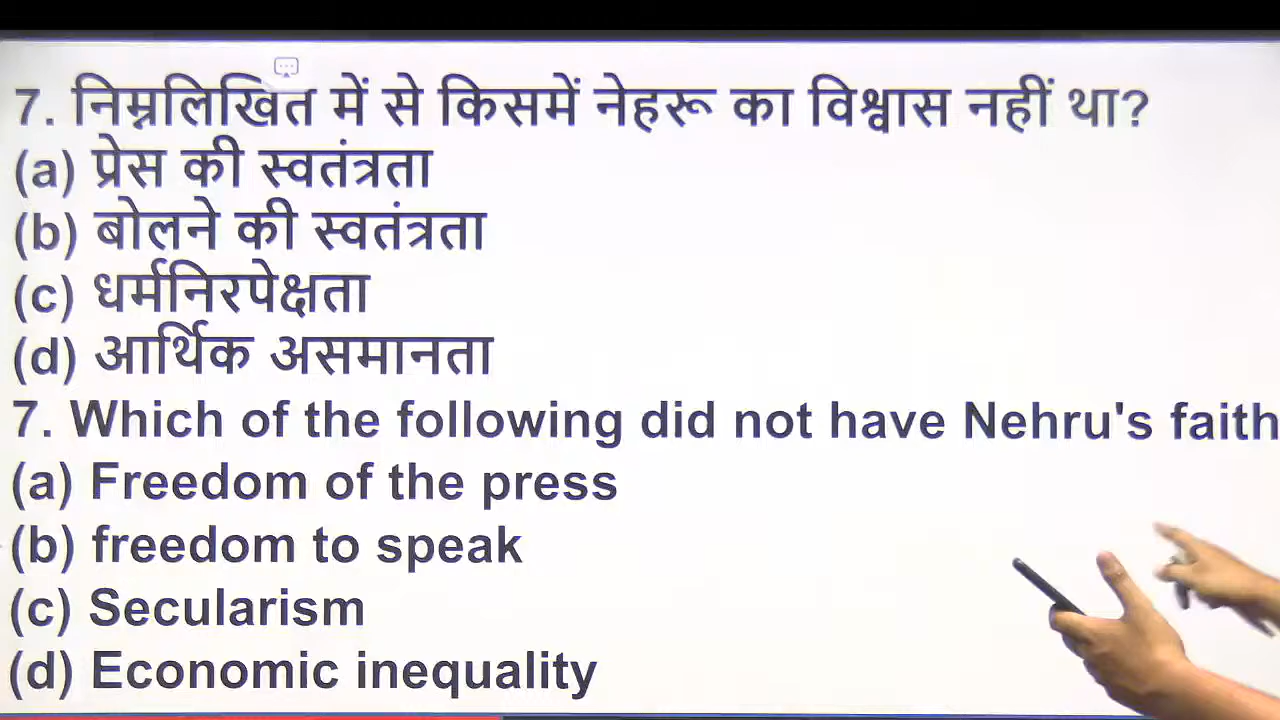 7. निम्नलिखित में से किसमें नेहरू का विश्वास नहीं था?
(a) प्रेस की स्वतंत्रता
(b) बोलने की स्वतंत्रता
(c) धर्मनिरपेक्षता
(d) आर्थिक असमानता
7. Which of the following did not have Nehru's faith
(a) Freedom of the press
(b) freedom to speak
(c) Secularism
(d) Economic inequality